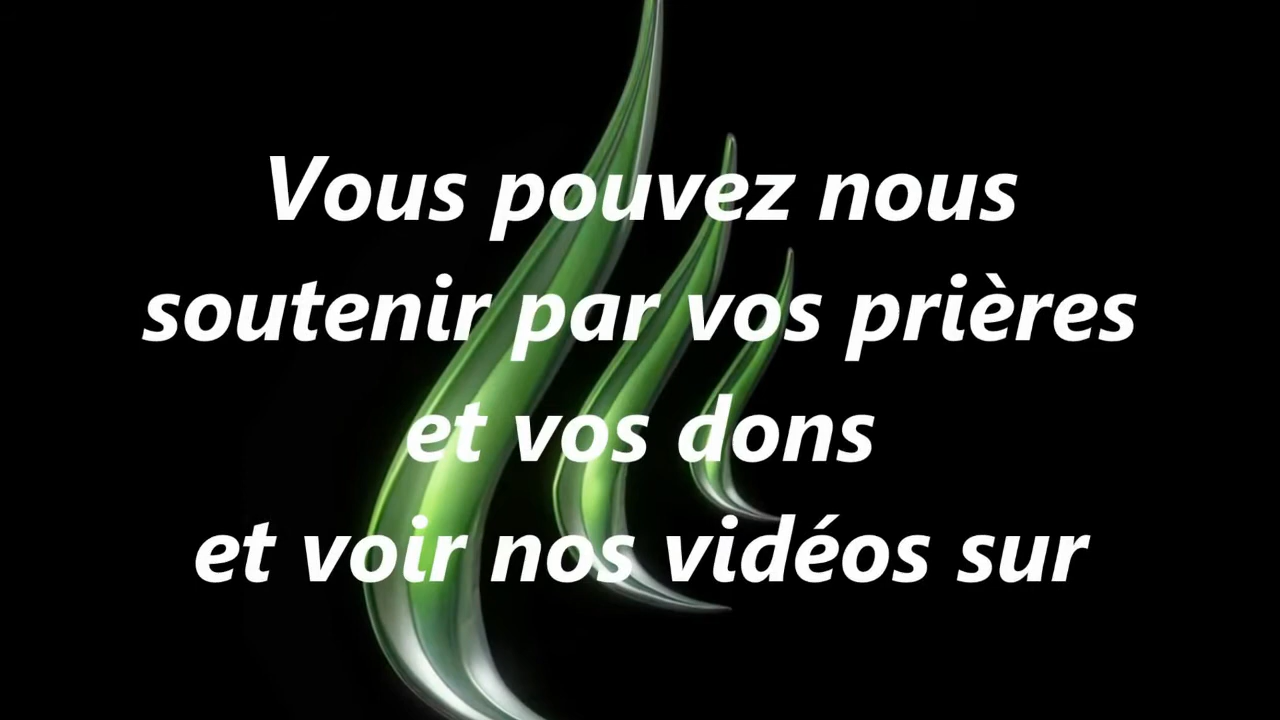 Vous pouvez nous
soutenir par vos prières
et vos dons
et voir nos vidéos sur